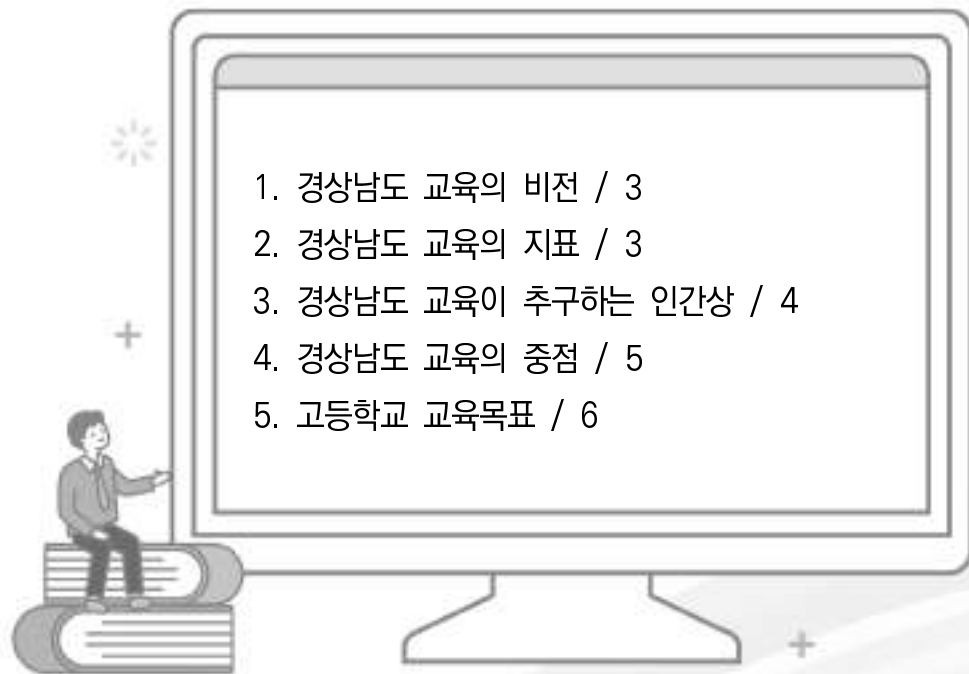 1. 경상남도 교육의 비전 / 3
2. 경상남도 교육의 지표 / 3
3. 경상남도 교육이 추구하는 인간상 / 4
4. 경상남도 교육의 중점 / 5
5. 고등학교 교육목표 / 6